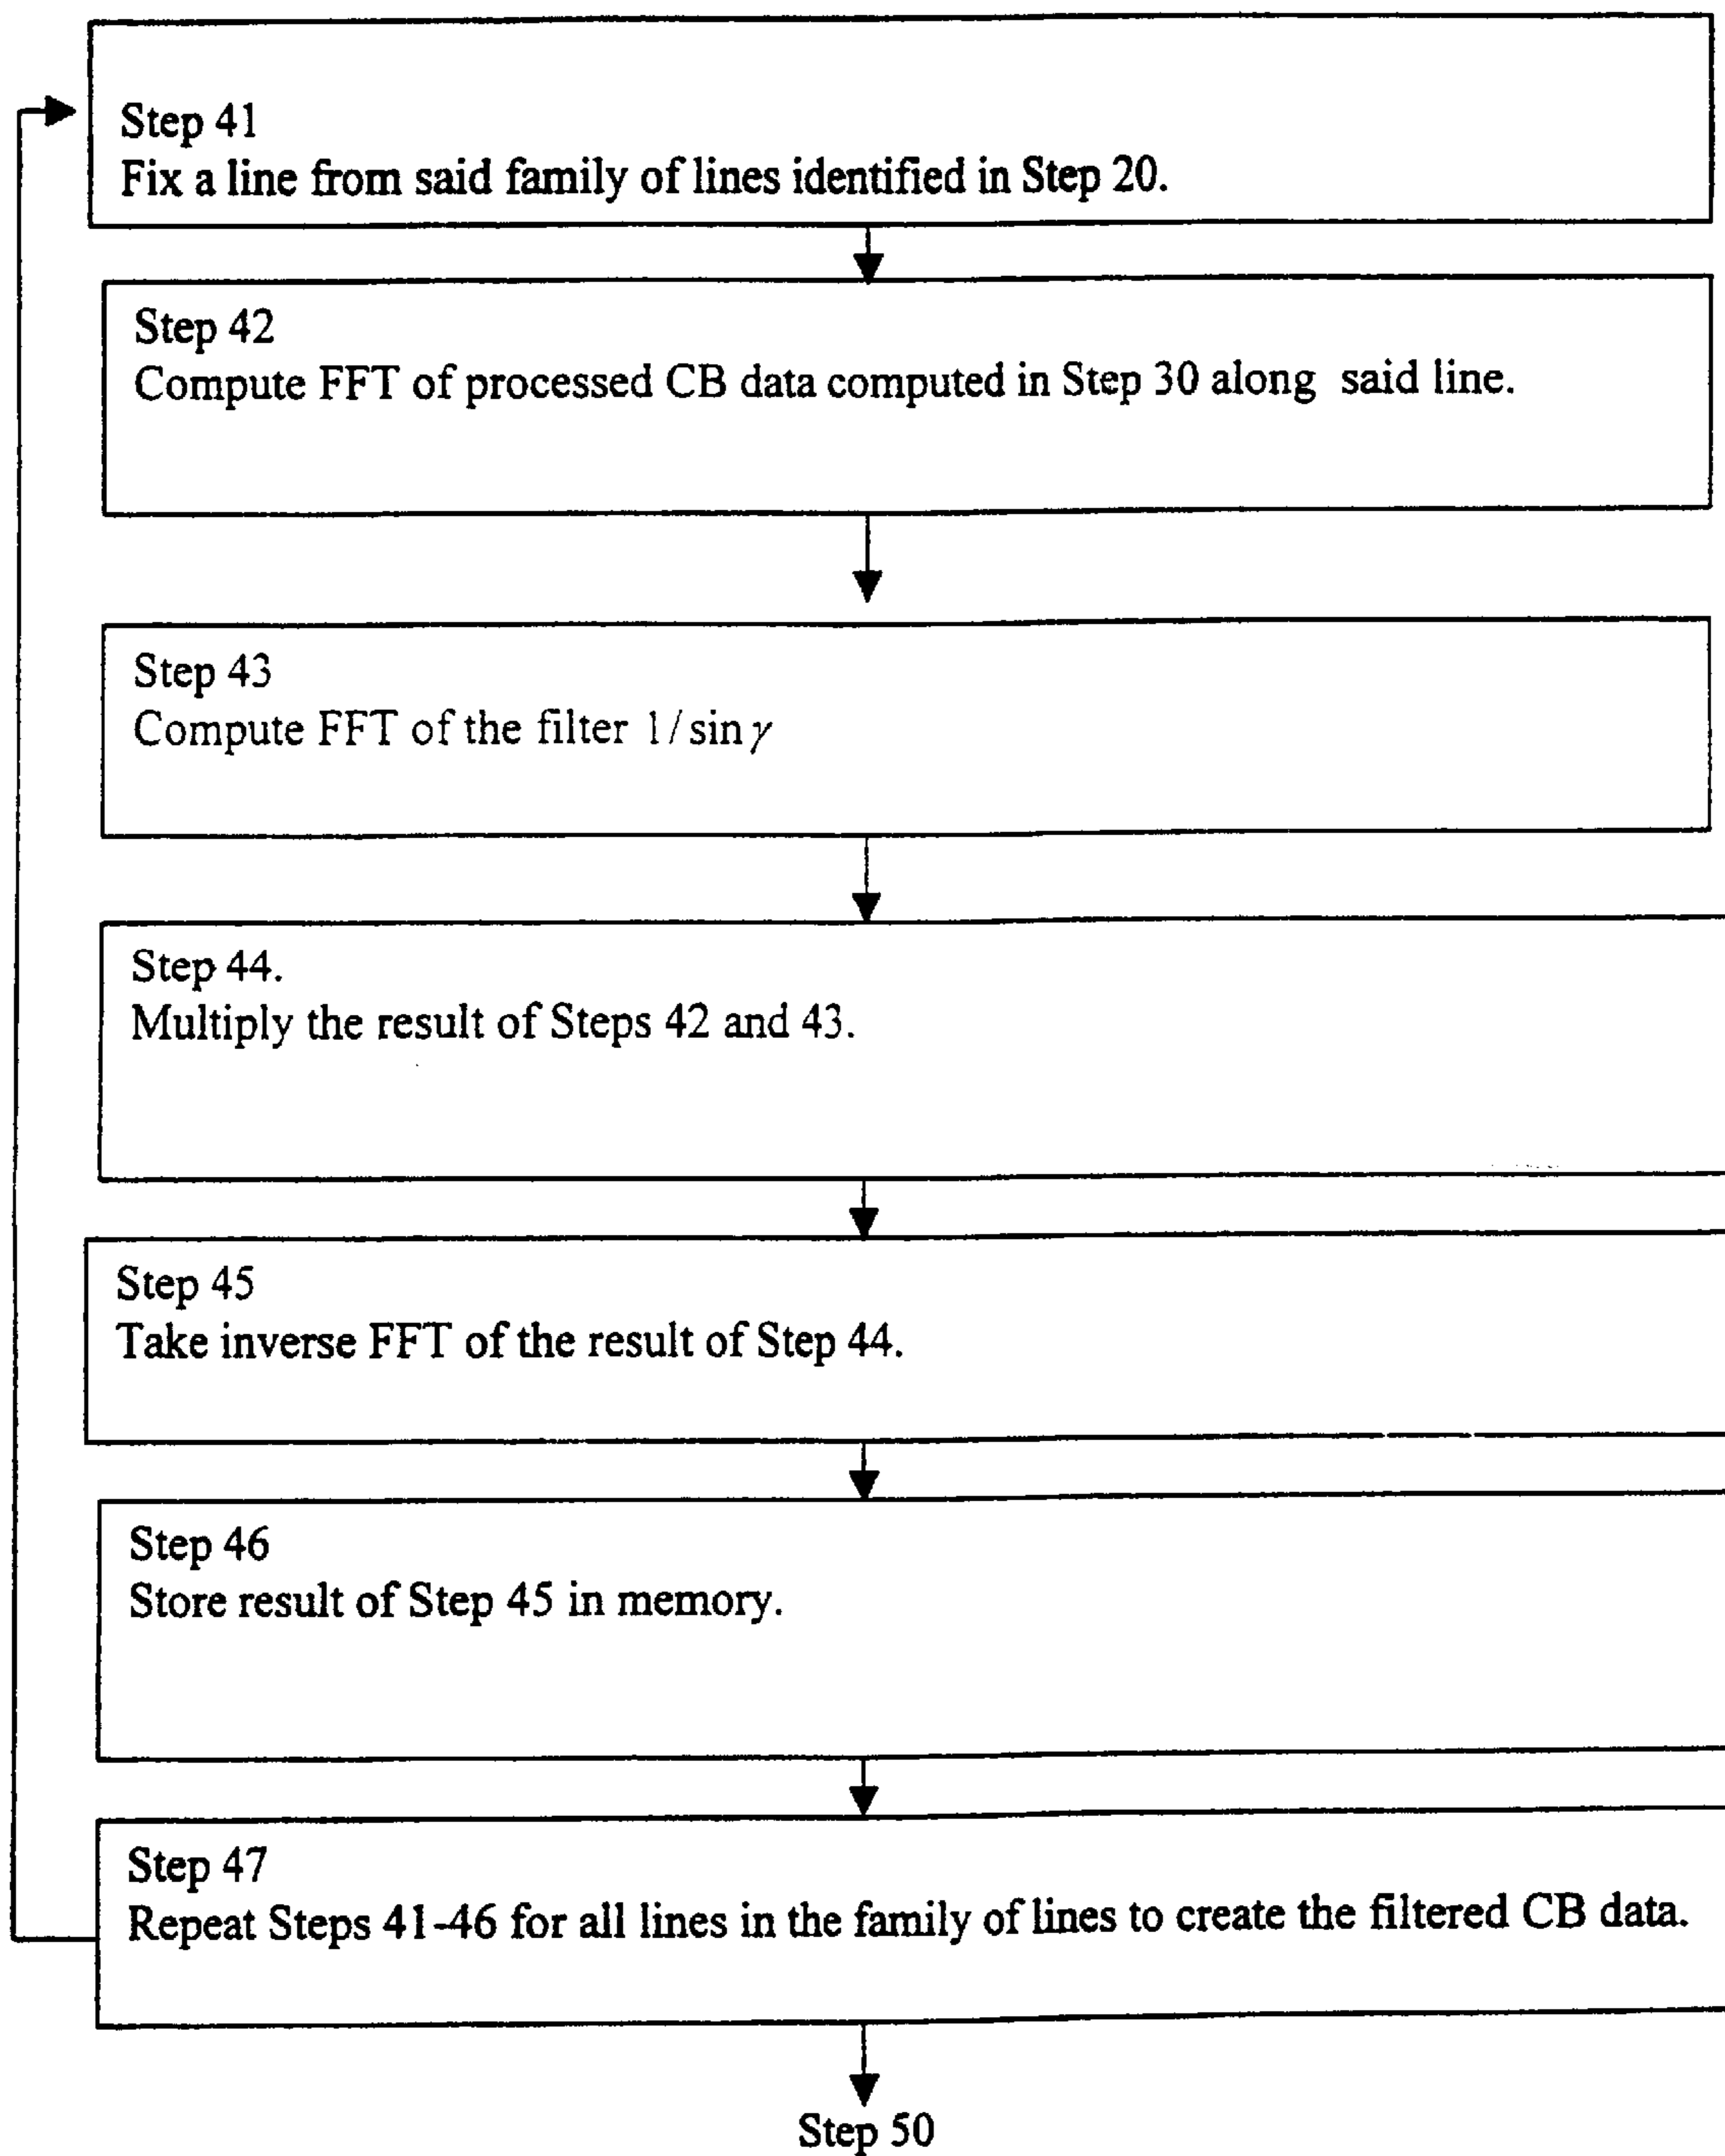 Step 41
Fix a line from said family of lines identified in Step 20.
Step 42
Compute FFT of processed CB data computed in Step 30 along said line.
Step 43
Compute FFT of the filter 1/ sin γ
Step 44.
Multiply the result of Steps 42 and 43.
Step 45
Take inverse FFT of the result of Step 44.
Step 46
Store result of Step 45 in memory.
Step 47
Repeat Steps 41-46 for all lines in the family of lines to create the filtered CB data.
Step 50